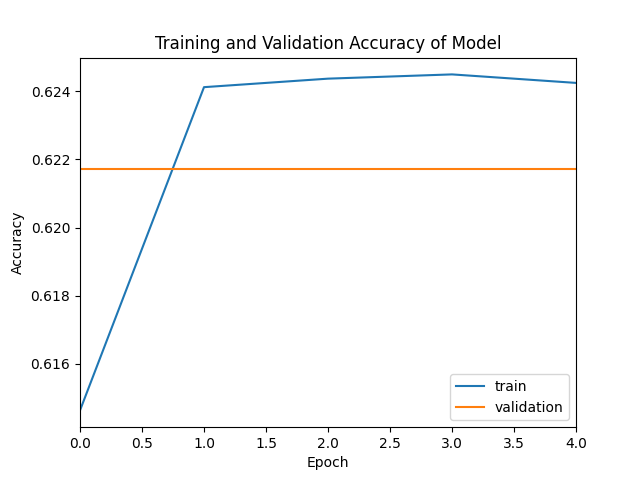 Training and Validation Accuracy of Model
Accuracy
0.624
0.622
0.620
0.618
0.616
train
validation
0.0 0.5 1.0 1.5 2.0 2.5 3.0 3.5 4.0
Epoch